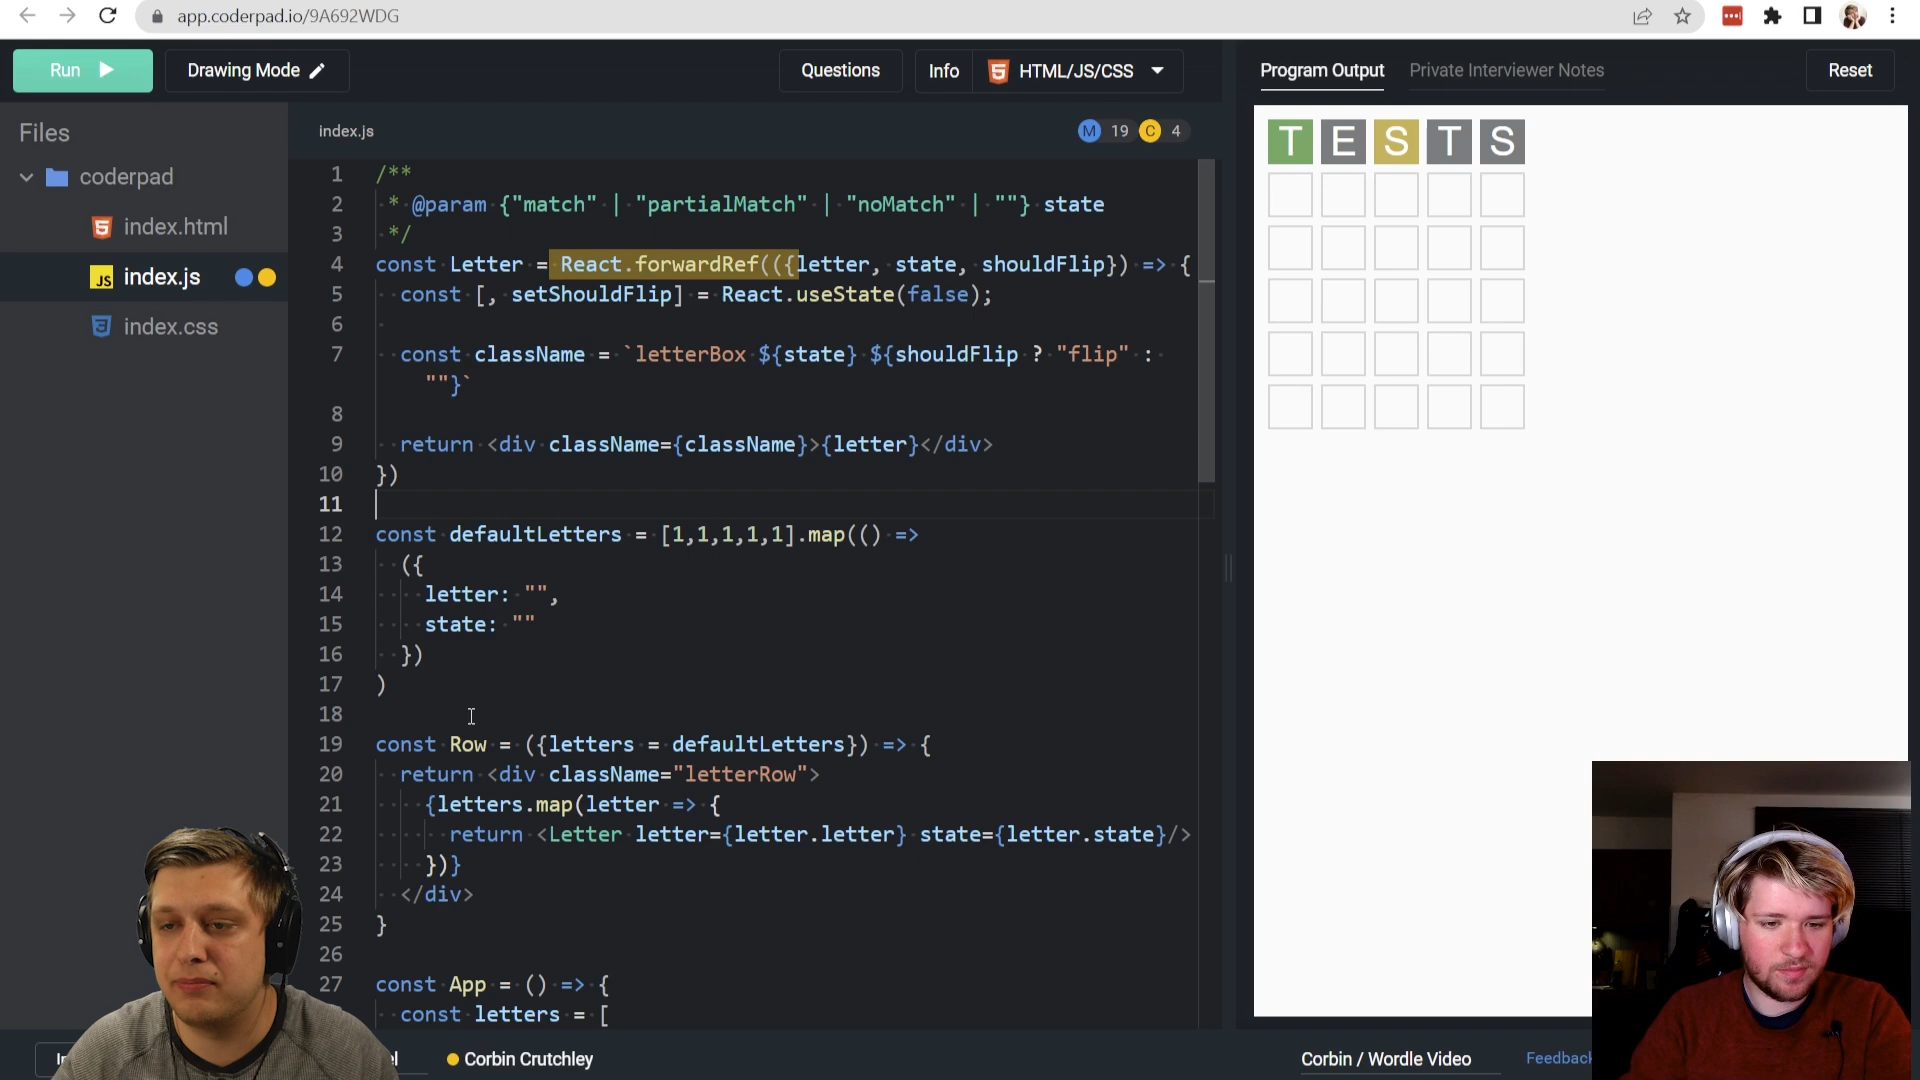 app.coderpad.io/9A692WDG
Run
Drawing Mode
Questions
Info
HTML/JS/CSS
Program Output
Private Interviewer Notes
Reset
Files
coderpad
index.html
JS index.js
index.css
index.js
M 19 C 4
1 /**
2 * @param {"match" | "partialMatch" | "noMatch" | ""} state
3 */
4 const Letter = React.forwardRef(({letter, state, shouldFlip}) => {
5 const [, setShouldFlip] = React.useState(false);
6
7 const className = `letterBox ${state} ${shouldFlip ? "flip" :
""}`
8
9 return <div className={className}>{letter}</div>
10 })
11
12 const defaultLetters = [1,1,1,1,1].map(() =>
13 ({
14 letter: "",
15 state: ""
16 })
17 )
18
19 const Row = ({letters = defaultLetters}) => {
20 return <div className="letterRow">
21 {letters.map(letter => {
22 return <Letter letter={letter.letter} state={letter.state}/>
23 })}
24 </div>
25 }
26
27 const App = () => {
const letters = [
T E S T S
Corbin Crutchley
Corbin / Wordle Video
Feedback